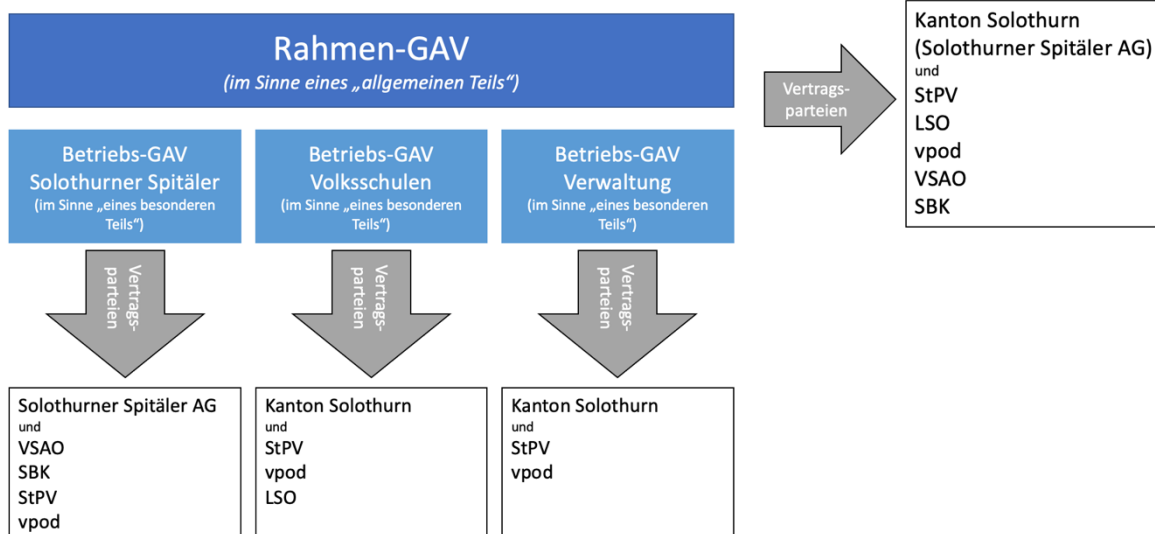 Rahmen-GAV
(im Sinne eines „allgemeinen Teils“)
Vertrags-
parteien
Kanton Solothurn
(Solothurner Spitäler AG)
und
StPV
LSO
vpod
VSAO
SBK
Betriebs-GAV
Solothurner Spitäler
(im Sinne „eines besonderen
Teils“)
Betriebs-GAV
Volksschulen
(im Sinne „eines besonderen
Teils“)
Betriebs-GAV
Verwaltung
(im Sinne „eines besonderen
Teils“)
Vertrags-
parteien
Vertrags-
parteien
Vertrags-
parteien
Solothurner Spitäler AG
und
VSAO
SBK
StPV
vpod
Kanton Solothurn
und
StPV
vpod
LSO
Kanton Solothurn
und
StPV
vpod